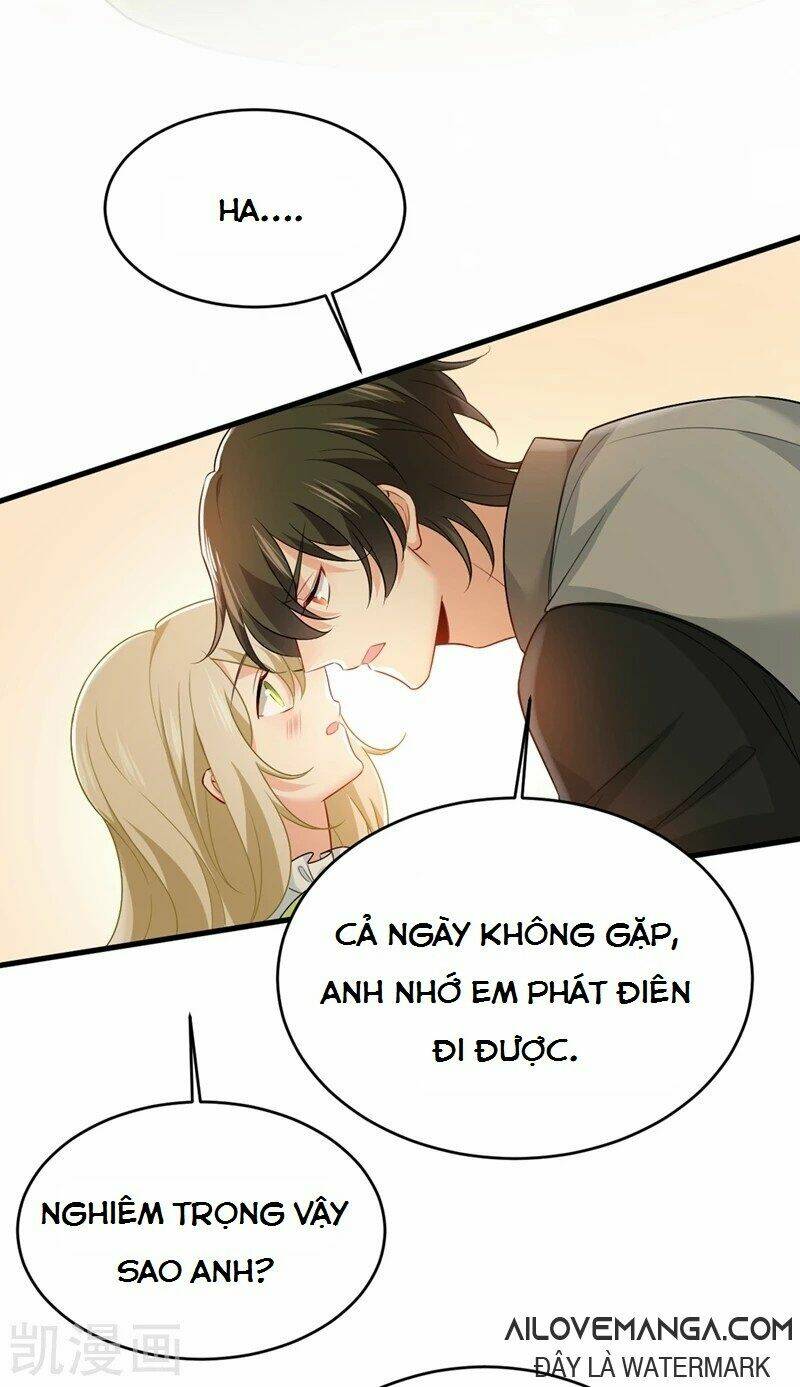 HA....
CẢ NGÀY KHÔNG GẶP,
ANH NHỚ EM PHÁT ĐIÊN
ĐI ĐƯỢC.
NGHIÊM TRỌNG VẬY
SAO ANH?
凯漫画
AILOVEMANGA.COM
ĐÂY LÀ WATERMARK